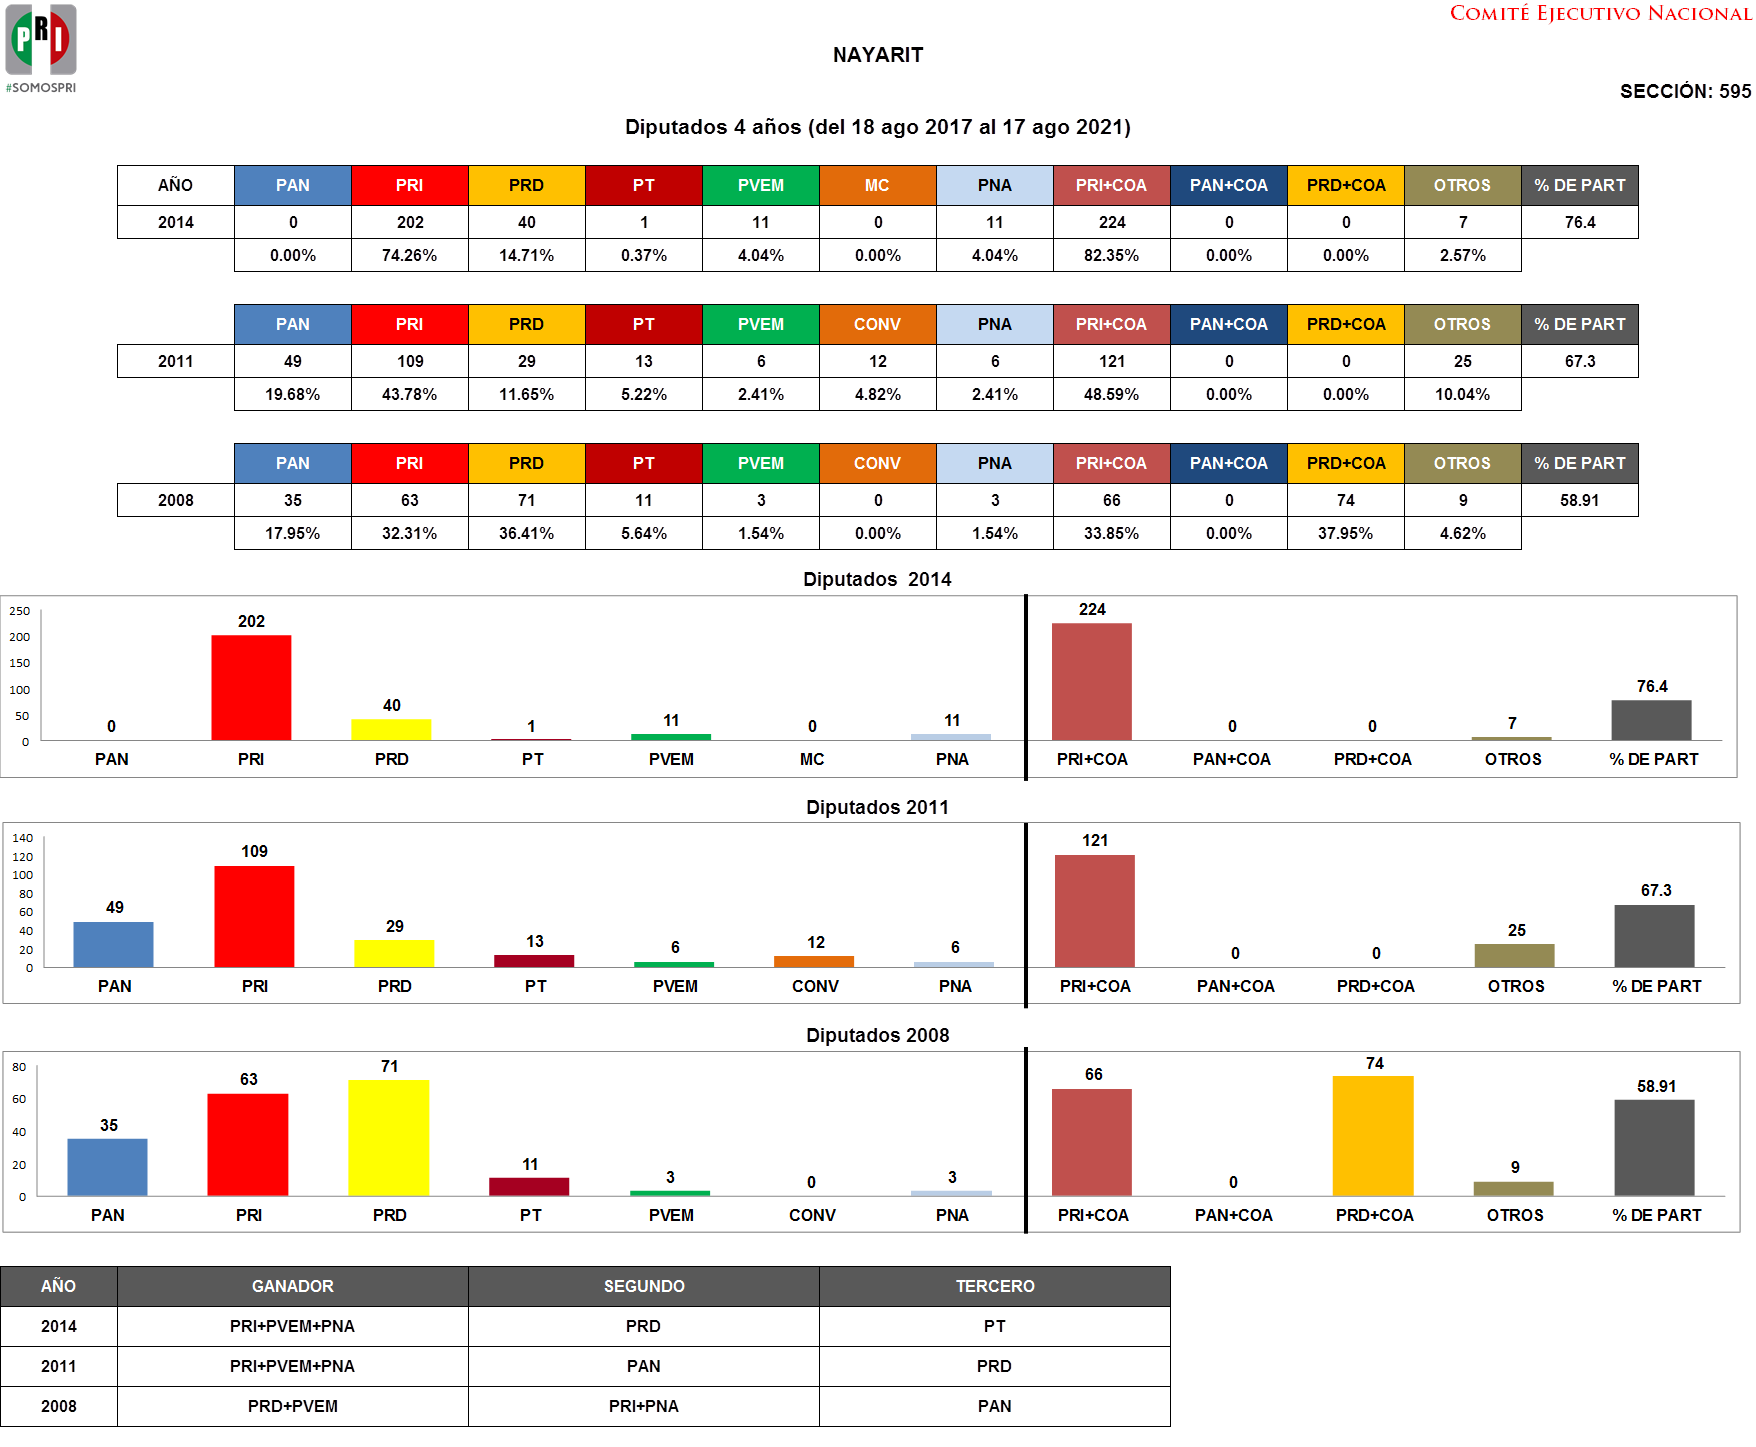 COMITÉ EJECUTIVO NACIONAL
PRI
#SOMOSPRI
NAYARIT
SECCIÓN: 595
Diputados 4 años (del 18 ago 2017 al 17 ago 2021)
AÑO PAN PRI PRD PT PVEM MC PNA PRI+COA PAN+COA PRD+COA OTROS % DE PART
2014 0 202 40 1 11 0 11 224 0 0 7 76.4
0.00% 74.26% 14.71% 0.37% 4.04% 0.00% 4.04% 82.35% 0.00% 0.00% 2.57%
PAN PRI PRD PT PVEM CONV PNA PRI+COA PAN+COA PRD+COA OTROS % DE PART
2011 49 109 29 13 6 12 6 121 0 0 25 67.3
19.68% 43.78% 11.65% 5.22% 2.41% 4.82% 2.41% 48.59% 0.00% 0.00% 10.04%
PAN PRI PRD PT PVEM CONV PNA PRI+COA PAN+COA PRD+COA OTROS % DE PART
2008 35 63 71 11 3 0 3 66 0 74 9 58.91
17.95% 32.31% 36.41% 5.64% 1.54% 0.00% 1.54% 33.85% 0.00% 37.95% 4.62%
Diputados 2014
250
200
150
100
50
0
0 202 40 1 11 0 11 224 0 0 7 76.4
PAN PRI PRD PT PVEM MC PNA PRI+COA PAN+COA PRD+COA OTROS % DE PART
Diputados 2011
140
120
100
80
60
40
20
0
49 109 29 13 6 12 6 121 0 0 25 67.3
PAN PRI PRD PT PVEM CONV PNA PRI+COA PAN+COA PRD+COA OTROS % DE PART
Diputados 2008
80
60
40
20
0
35 63 71 11 3 0 3 66 0 74 9 58.91
PAN PRI PRD PT PVEM CONV PNA PRI+COA PAN+COA PRD+COA OTROS % DE PART
AÑO GANADOR SEGUNDO TERCERO
2014 PRI+PVEM+PNA PRD PT
2011 PRI+PVEM+PNA PAN PRD
2008 PRD+PVEM PRI+PNA PAN